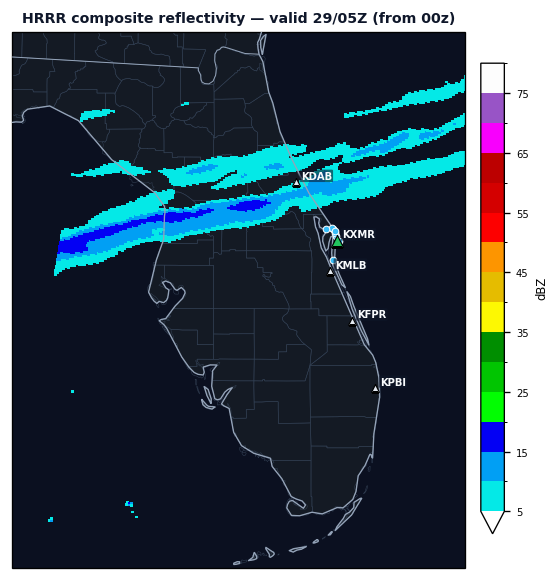 HRRR composite reflectivity — valid 29/05Z (from 00z)
75
65
KDAB
55
KXMR
45
dBZ
KMLB
35
KFPR
25
KPBI
15
5